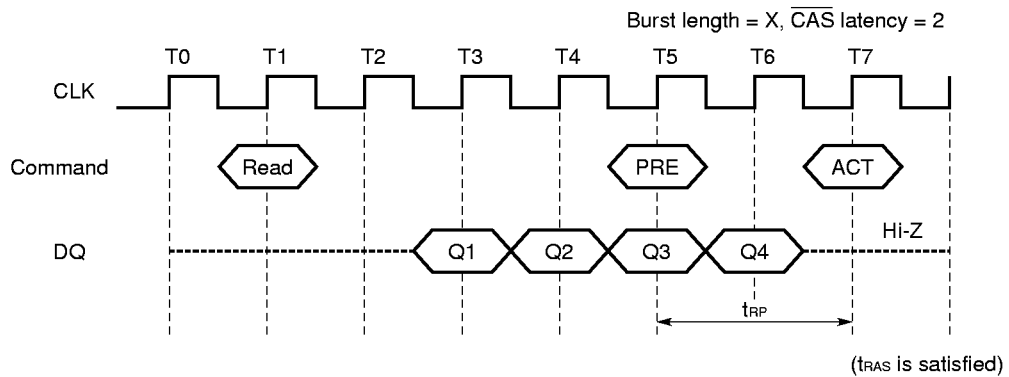 Burst length = X, CAS latency = 2
T0 T1 T2 T3 T4 T5 T6 T7
CLK
Command Read PRE ACT
DQ Q1 Q2 Q3 Q4 Hi-Z
tRP
(tRAS is satisfied)